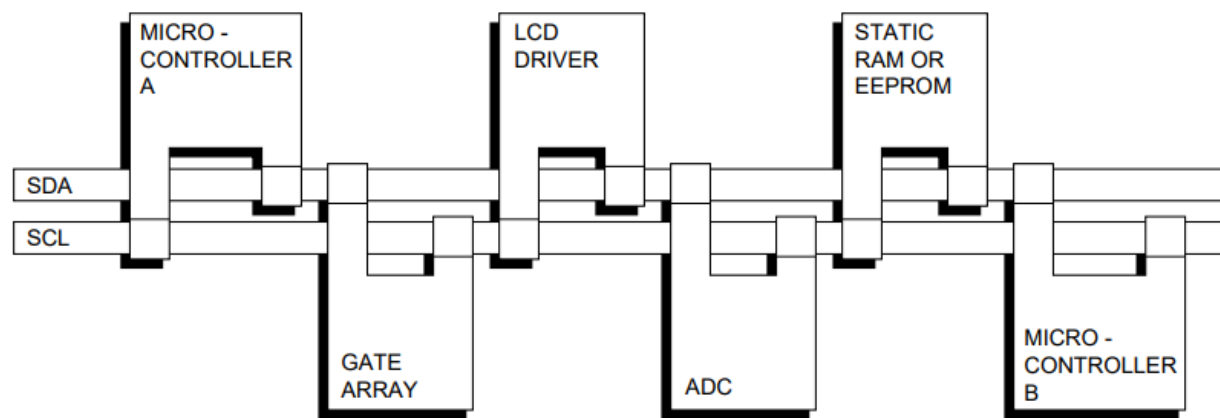 MICRO -
CONTROLLER
A
LCD
DRIVER
STATIC
RAM OR
EEPROM
SDA
SCL
GATE
ARRAY
ADC
MICRO -
CONTROLLER
B